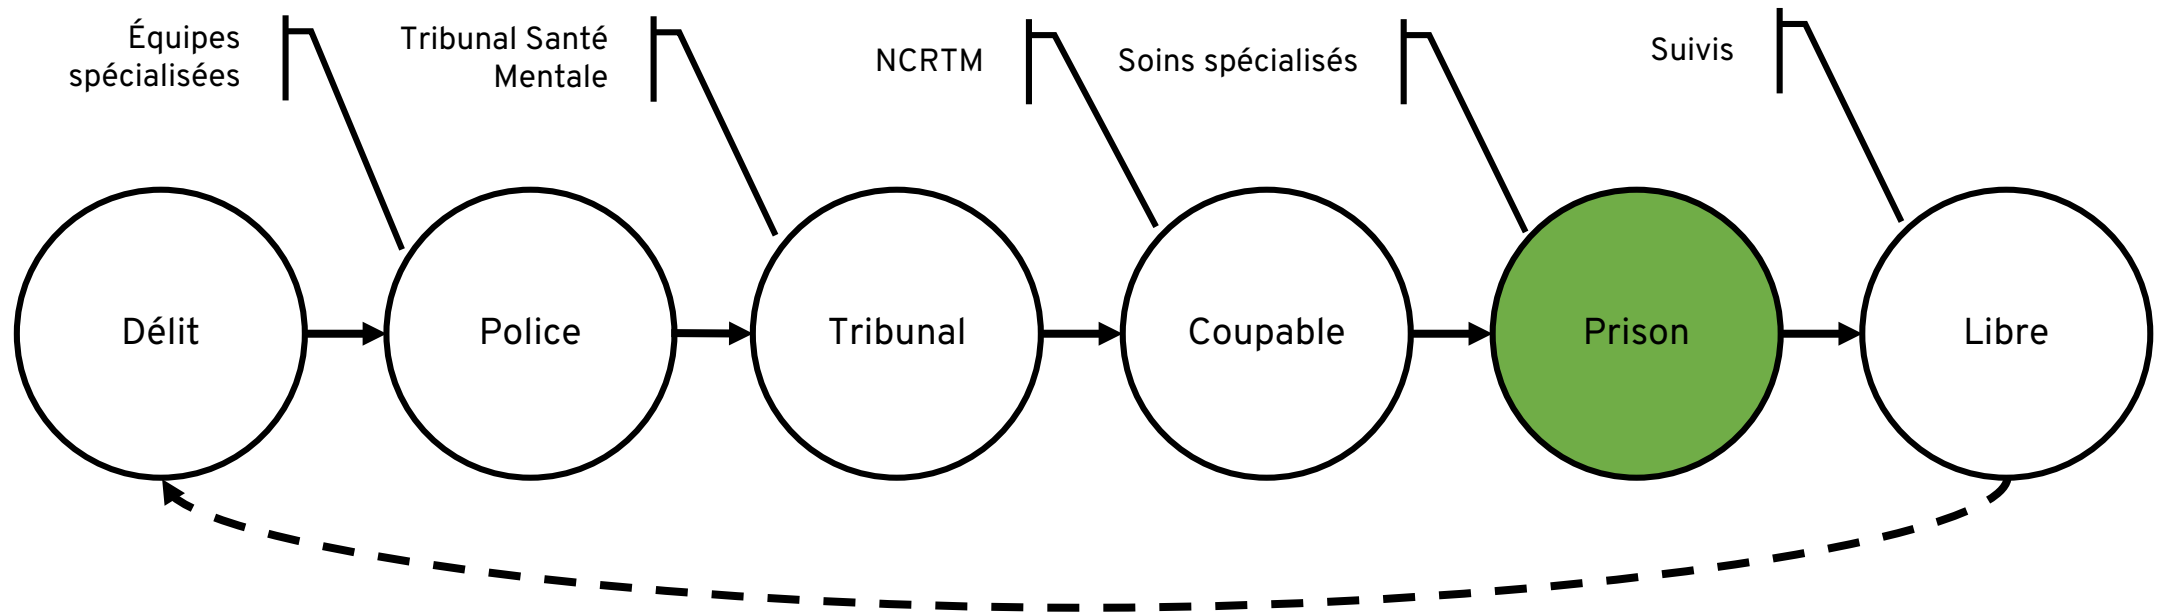 Équipes
spécialisées
Tribunal Santé
Mentale
NCRTM
Soins spécialisés
Suivis
Délit
Police
Tribunal
Coupable
Prison
Libre